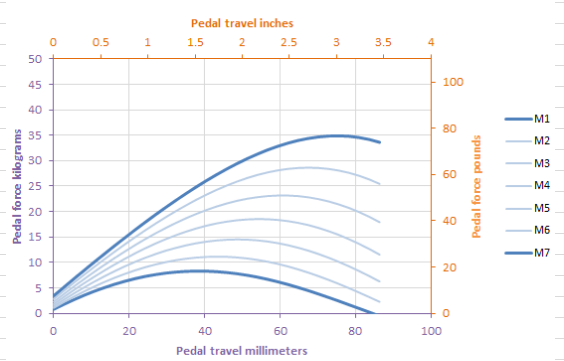 Pedal travel inches
0 0.5 1 1.5 2 2.5 3 3.5 4
50
45
40
35
30
25
20
15
10
5
0
Pedal force kilograms
100
80
60
40
20
0
Pedal force pounds
M1
M2
M3
M4
M5
M6
M7
0 20 40 60 80 100
Pedal travel millimeters